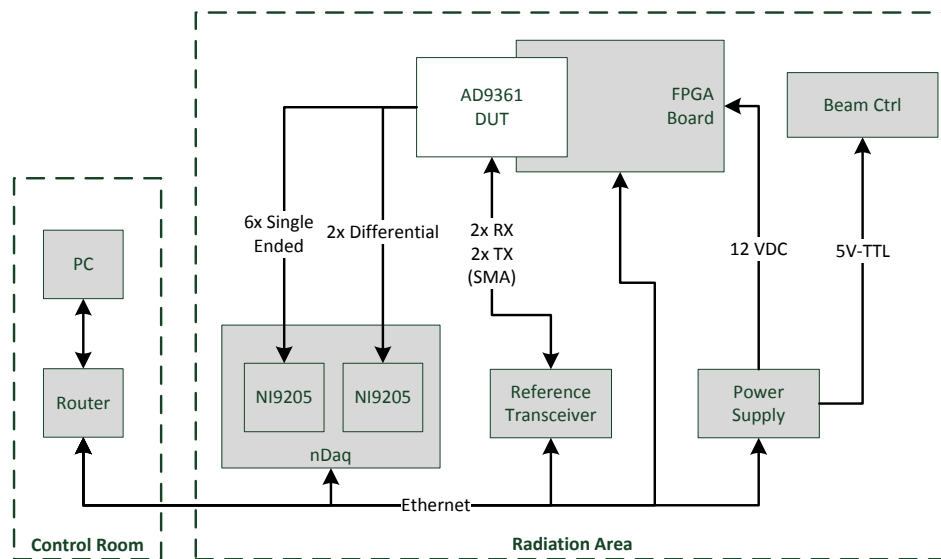 AD9361
DUT
FPGA
Board
Beam Ctrl
6x Single
Ended
2x Differential
2x RX
2x TX
(SMA)
12 VDC
5V-TTL
PC
Router
NI9205
NI9205
nDaq
Reference
Transceiver
Power
Supply
Ethernet
Control Room
Radiation Area